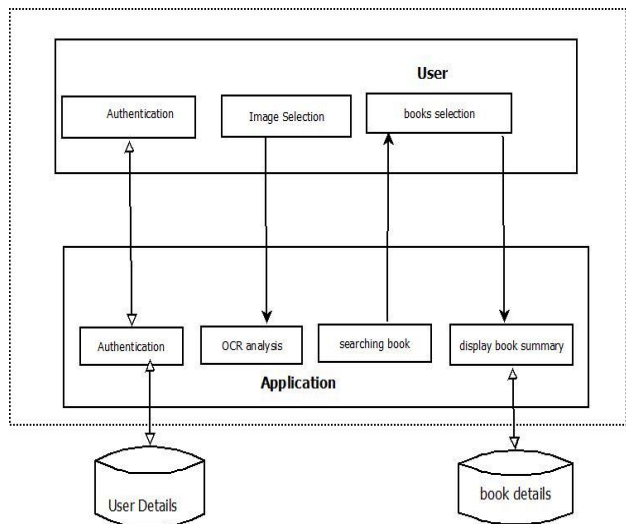 User
Authentication
Image Selection
books selection
Authentication
OCR analysis
searching book
display book summary
Application
User Details
book details